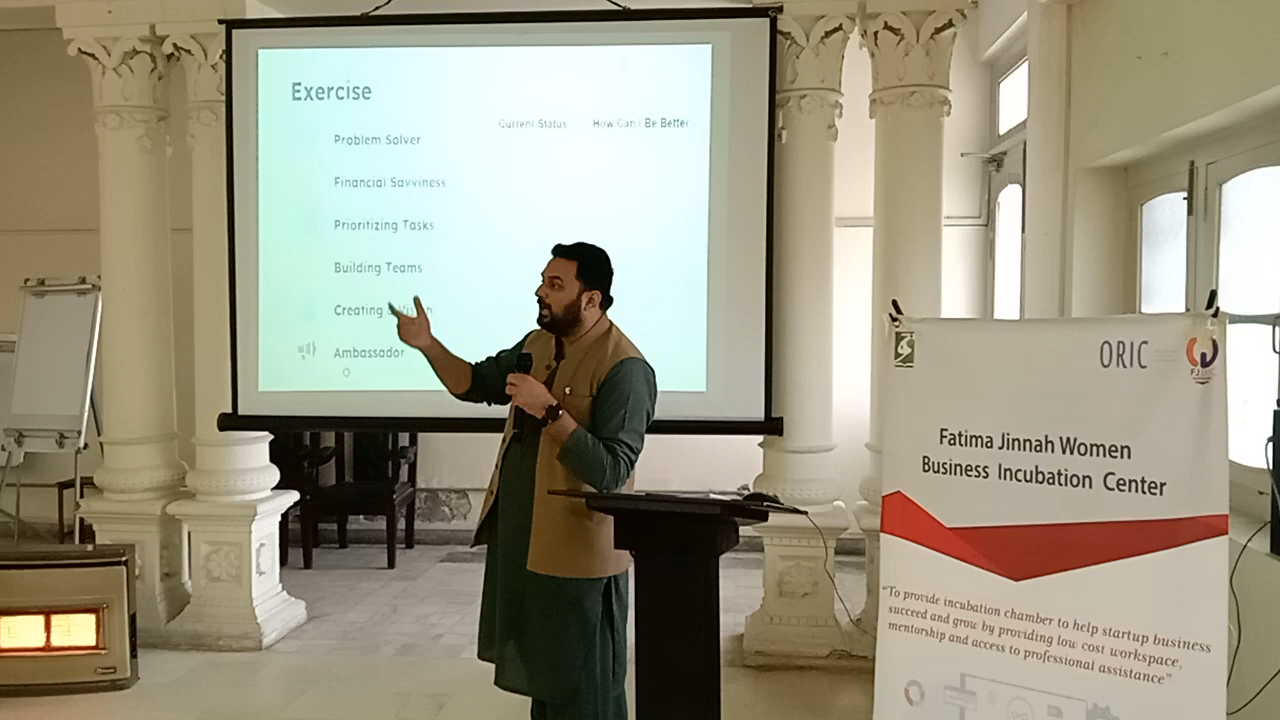 Exercise
Current Status
How Can I Be Better
Problem Solver
Financial Savviness
Prioritizing Tasks
Building Teams
Creating a Vision
Ambassador
ORIC
Fatima Jinnah Women
Business Incubation Center
"To provide incubation chamber to help startup business
succeed and grow by providing low cost workspace,
mentorship and access to professional assistance"